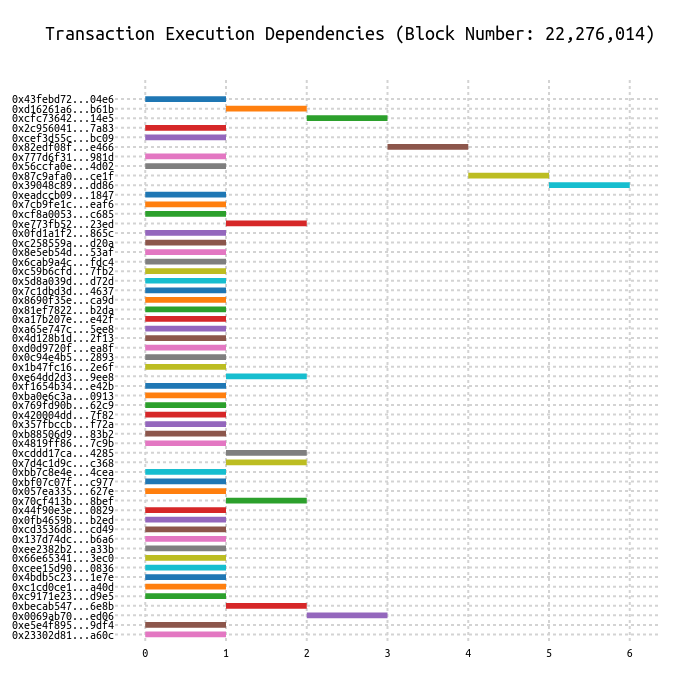 Transaction Execution Dependencies (Block Number: 22,276,014)
0x43febd72...04e6
0xd16261a6...b61b
0xcfc73642...14e5
0x2c956041...7a83
0xcef3d55c...bc09
0x82edf08f...e466
0x777d6f31...981d
0x56ccfa0e...4d02
0x87c9afa0...ce1f
0x39048c89...dd86
0xeadccb09...1847
0x7cb9fe1c...eaf6
0xcf8a0053...c685
0xe773fb52...23ed
0x0fd1a1f2...865c
0xc258559a...d20a
0x8e5eb54d...53af
0x6cab9a4c...fdc4
0xc59b6cfd...7fb2
0x5d8a039d...d72d
0x7c1dbd3d...4637
0x8690f35e...ca9d
0x81ef7822...b2da
0xa17b207e...e42f
0xa65e747c...5ee8
0x4d128b1d...2f13
0xd0d9720f...ea8f
0x0c94e4b5...2893
0x1b47fc16...2e6f
0xe64dd2d3...9ee8
0xf1654b34...e42b
0xba0e6c3a...0913
0x769fd90b...62c9
0x420004dd...7f82
0x357fbccb...f72a
0xb88506d9...83b2
0x4819ff86...7c9b
0xcddd17ca...4285
0x7d4c1d9c...c368
0xbb7c8e4e...4cea
0xbf07c07f...c977
0x057ea335...627e
0x70cf413b...8bef
0x44f90e3e...0829
0x0fb4659b...b2ed
0xcd3536d8...cd49
0x137d74dc...b6a6
0xee2382b2...a33b
0x66e65341...3ec0
0xcee15d90...0836
0x4bdb5c23...1e7e
0xc1cd0ce1...a40d
0xc9171e23...d9e5
0xbecab547...6e8b
0x0069ab70...ed06
0xe5e4f895...9df4
0x23302d81...a60c
0 1 2 3 4 5 6